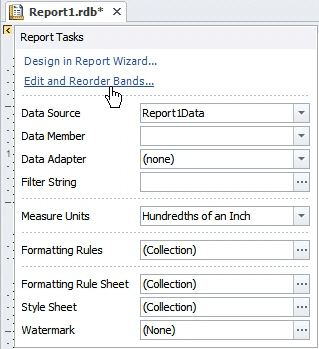 Report1.rdb*
Report Tasks
Design in Report Wizard...
Edit and Reorder Bands...
Data Source Report1Data
Data Member
Data Adapter (none)
Filter String
Measure Units Hundredths of an Inch
Formatting Rules (Collection)
Formatting Rule Sheet (Collection)
Style Sheet (Collection)
Watermark (None)
1